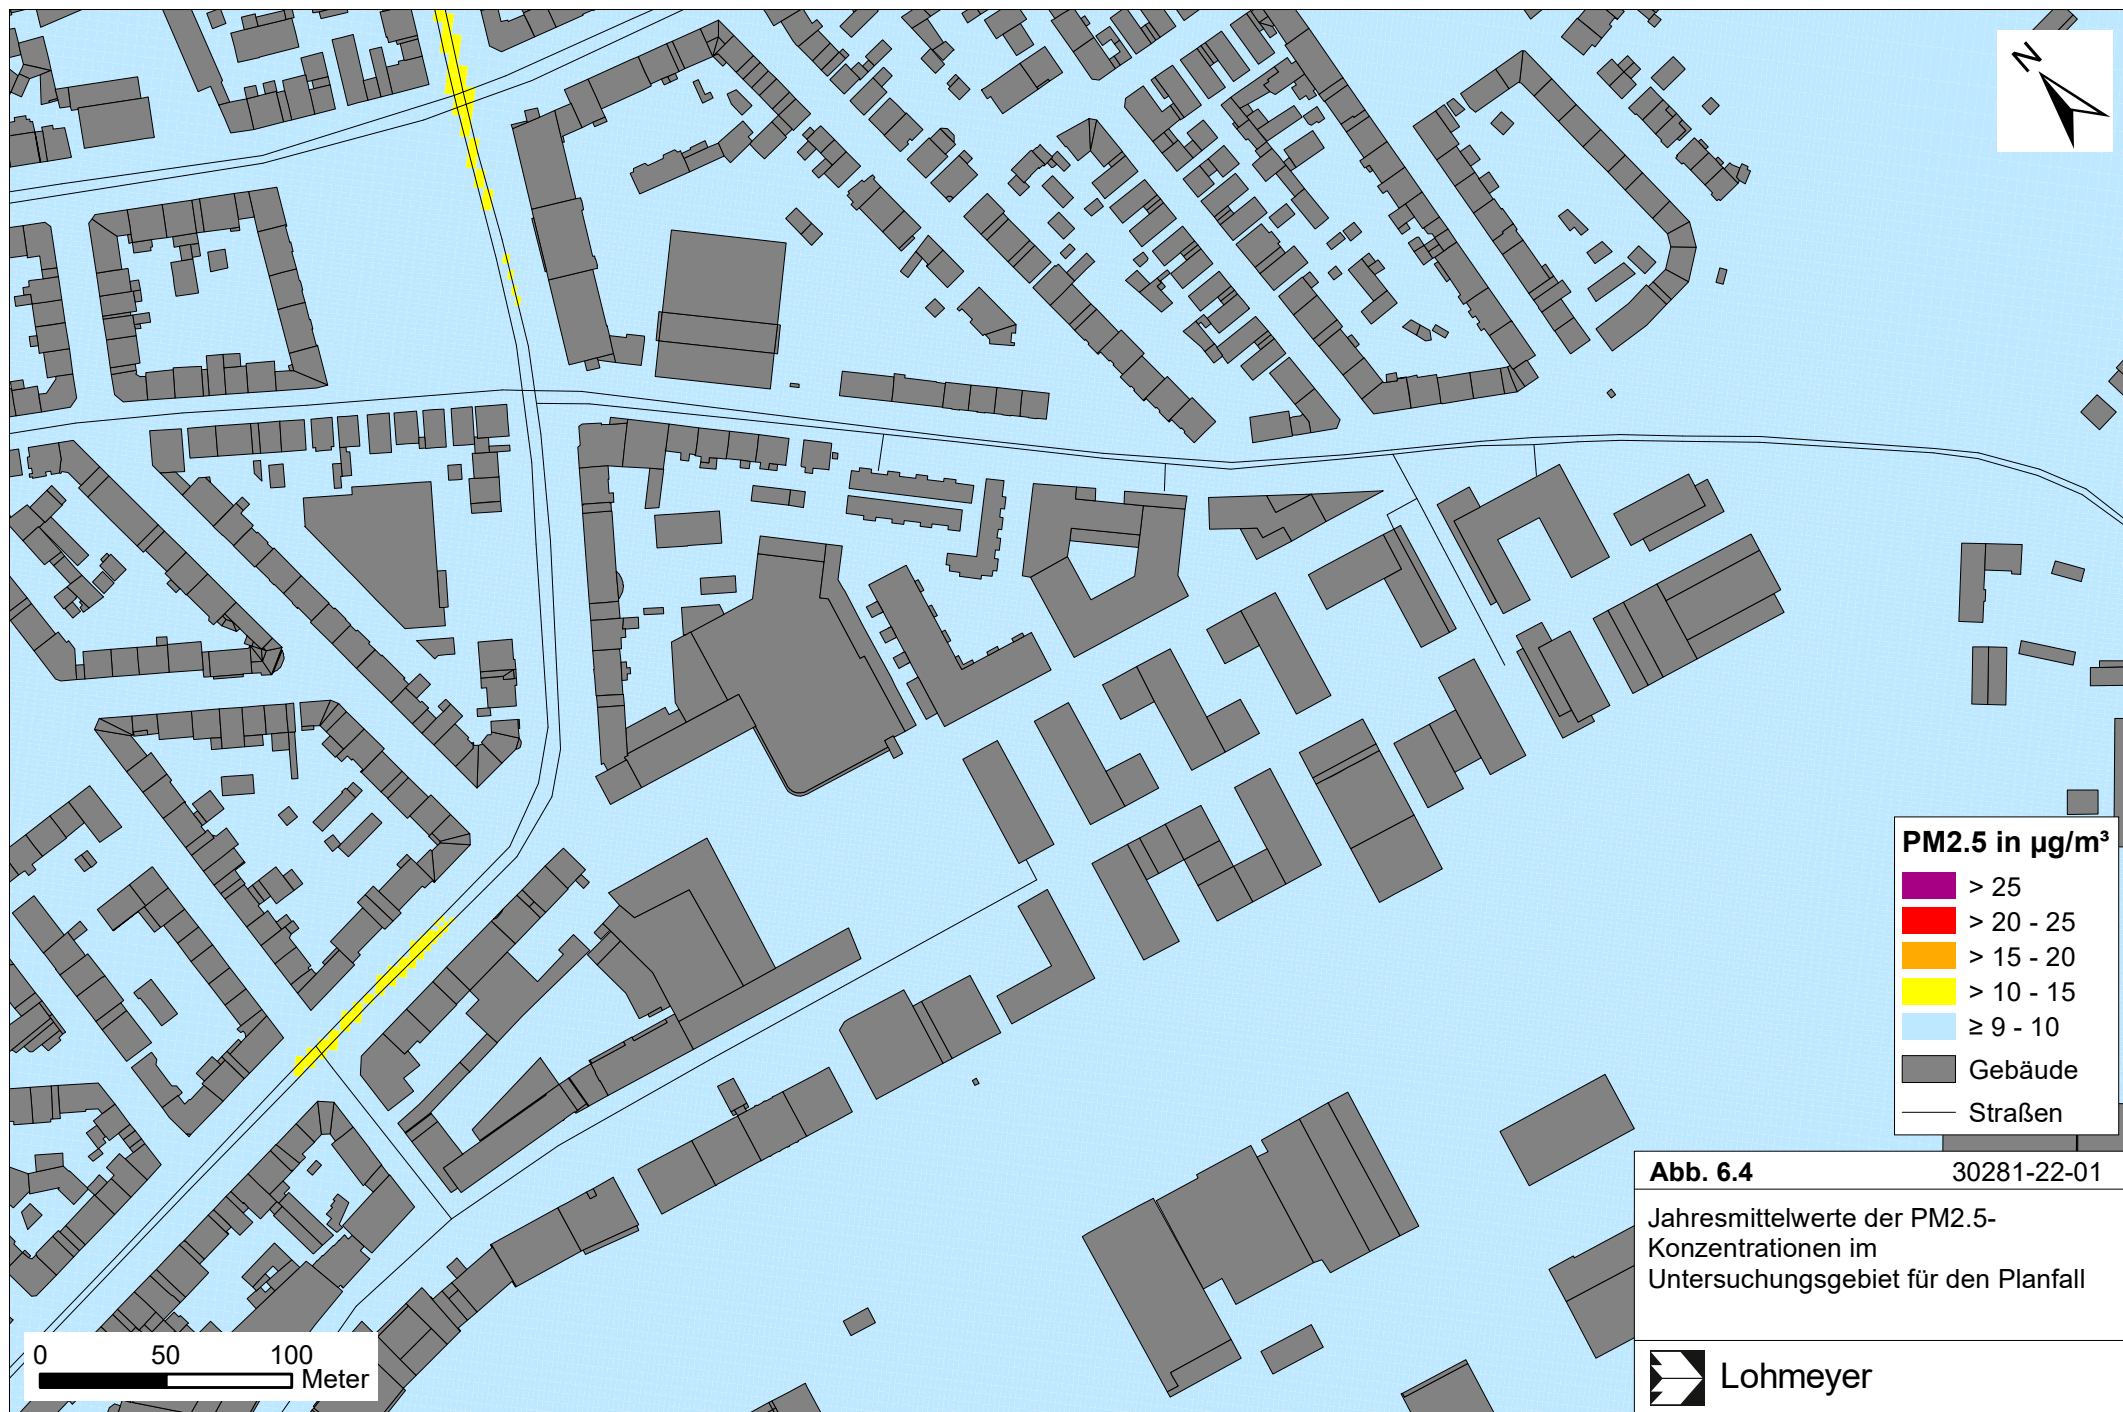 N
PM2.5 in µg/m³
> 25
> 20 - 25
> 15 - 20
> 10 - 15
≥ 9 - 10
Gebäude
Straßen
Abb. 6.4 30281-22-01
Jahresmittelwerte der PM2.5-
Konzentrationen im
Untersuchungsgebiet für den Planfall
Lohmeyer
0 50 100
Meter